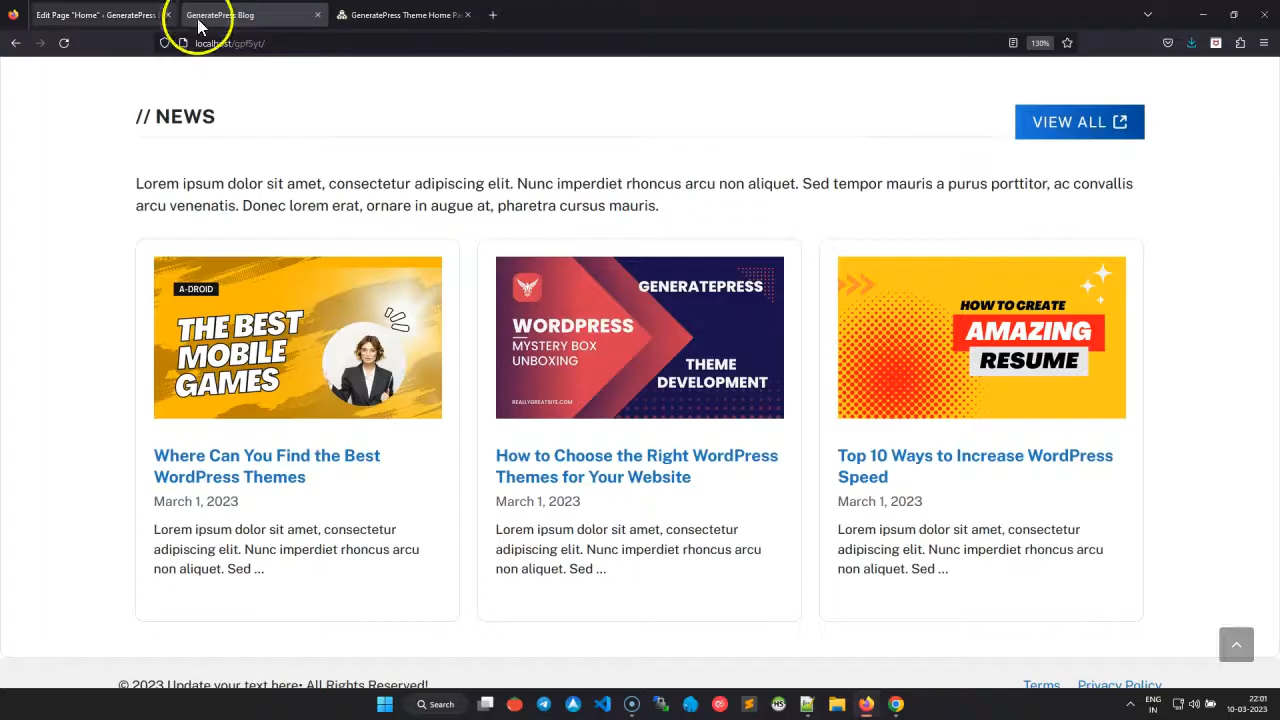 Edit Page "Home" ‹ GeneratePress
GeneratePress Blog
GeneratePress Theme Home Pa
localhost/gpf5yt/
130%
// NEWS
VIEW ALL
Lorem ipsum dolor sit amet, consectetur adipiscing elit. Nunc imperdiet rhoncus arcu non aliquet. Sed tempor mauris a purus porttitor, ac convallis
arcu venenatis. Donec lorem erat, ornare in augue at, pharetra cursus mauris.
A-DROID
THE BEST
MOBILE
GAMES
GENERATEPRESS
WORDPRESS
MYSTERY BOX
UNBOXING
THEME
DEVELOPMENT
REALLYGREATSITE.COM
HOW TO CREATE
AMAZING
RESUME
Where Can You Find the Best
WordPress Themes
March 1, 2023
Lorem ipsum dolor sit amet, consectetur
adipiscing elit. Nunc imperdiet rhoncus arcu
non aliquet. Sed ...
How to Choose the Right WordPress
Themes for Your Website
March 1, 2023
Lorem ipsum dolor sit amet, consectetur
adipiscing elit. Nunc imperdiet rhoncus arcu
non aliquet. Sed ...
Top 10 Ways to Increase WordPress
Speed
March 1, 2023
Lorem ipsum dolor sit amet, consectetur
adipiscing elit. Nunc imperdiet rhoncus arcu
non aliquet. Sed ...
© 2023 Update your text here• All Rights Reserved!
Terms Privacy Policy
Search
ENG
IN
22:01
10-03-2023